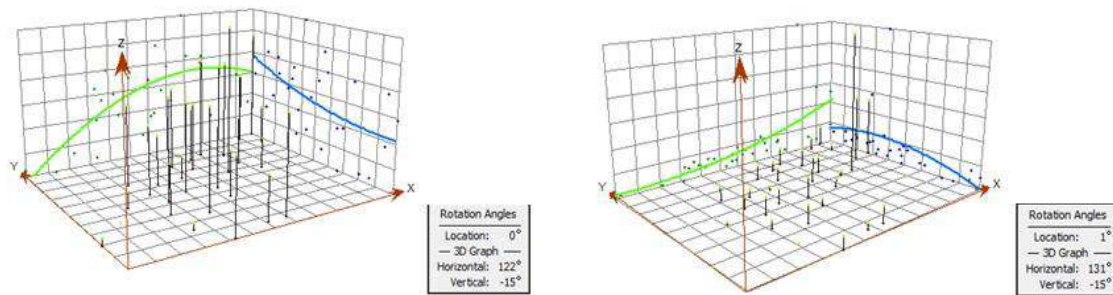 Z
Y
X
Rotation Angles
Location: 0°
— 3D Graph —
Horizontal: 122°
Vertical: -15°
Z
Y
X
Rotation Angles
Location: 1°
— 3D Graph —
Horizontal: 131°
Vertical: -15°